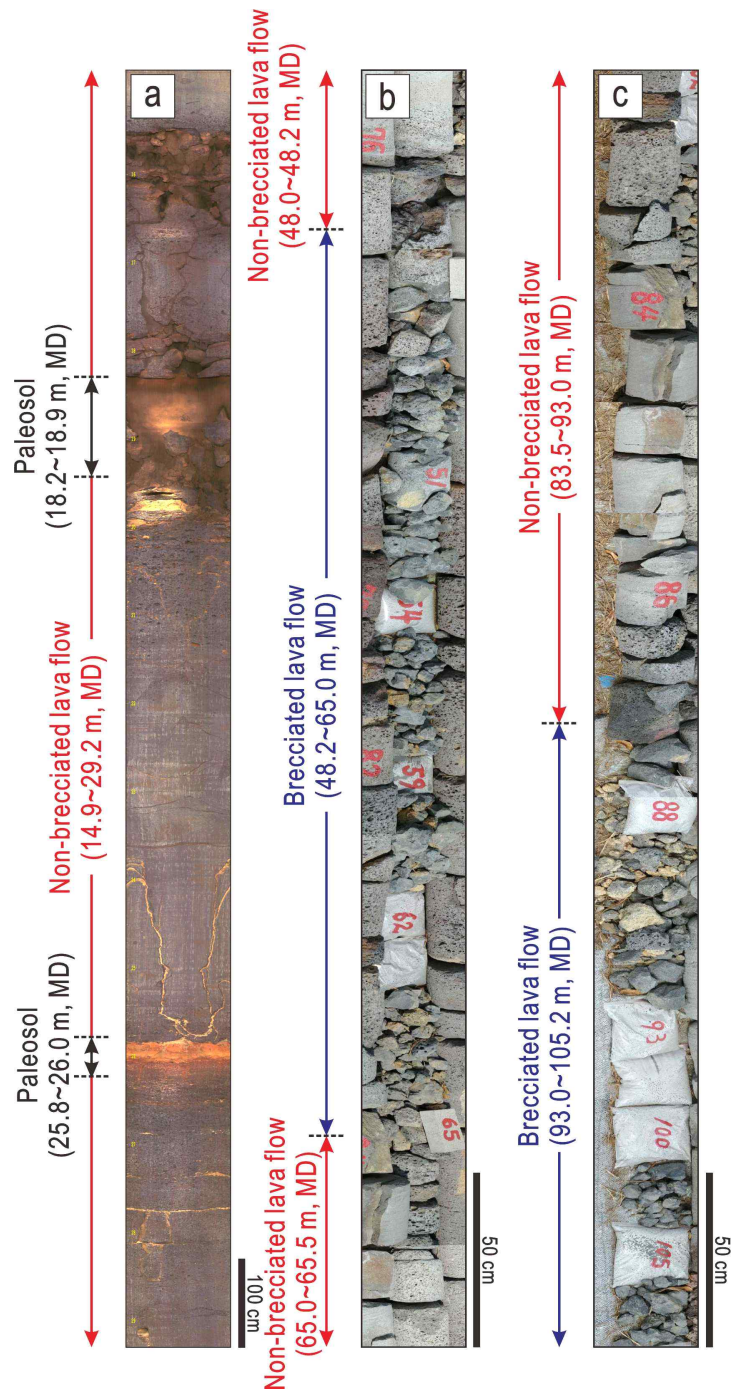 a
Paleosol
(18.2~18.9 m, MD)
Non-brecciated lava flow
(14.9~29.2 m, MD)
Paleosol
(25.8~26.0 m, MD)
100 cm
b
Non-brecciated lava flow
(48.0~48.2 m, MD)
Brecciated lava flow
(48.2~65.0 m, MD)
Non-brecciated lava flow
(65.0~65.5 m, MD)
76
51
54
59
62
65
50 cm
c
Non-brecciated lava flow
(83.5~93.0 m, MD)
Brecciated lava flow
(93.0~105.2 m, MD)
84
86
88
93
100
105
50 cm